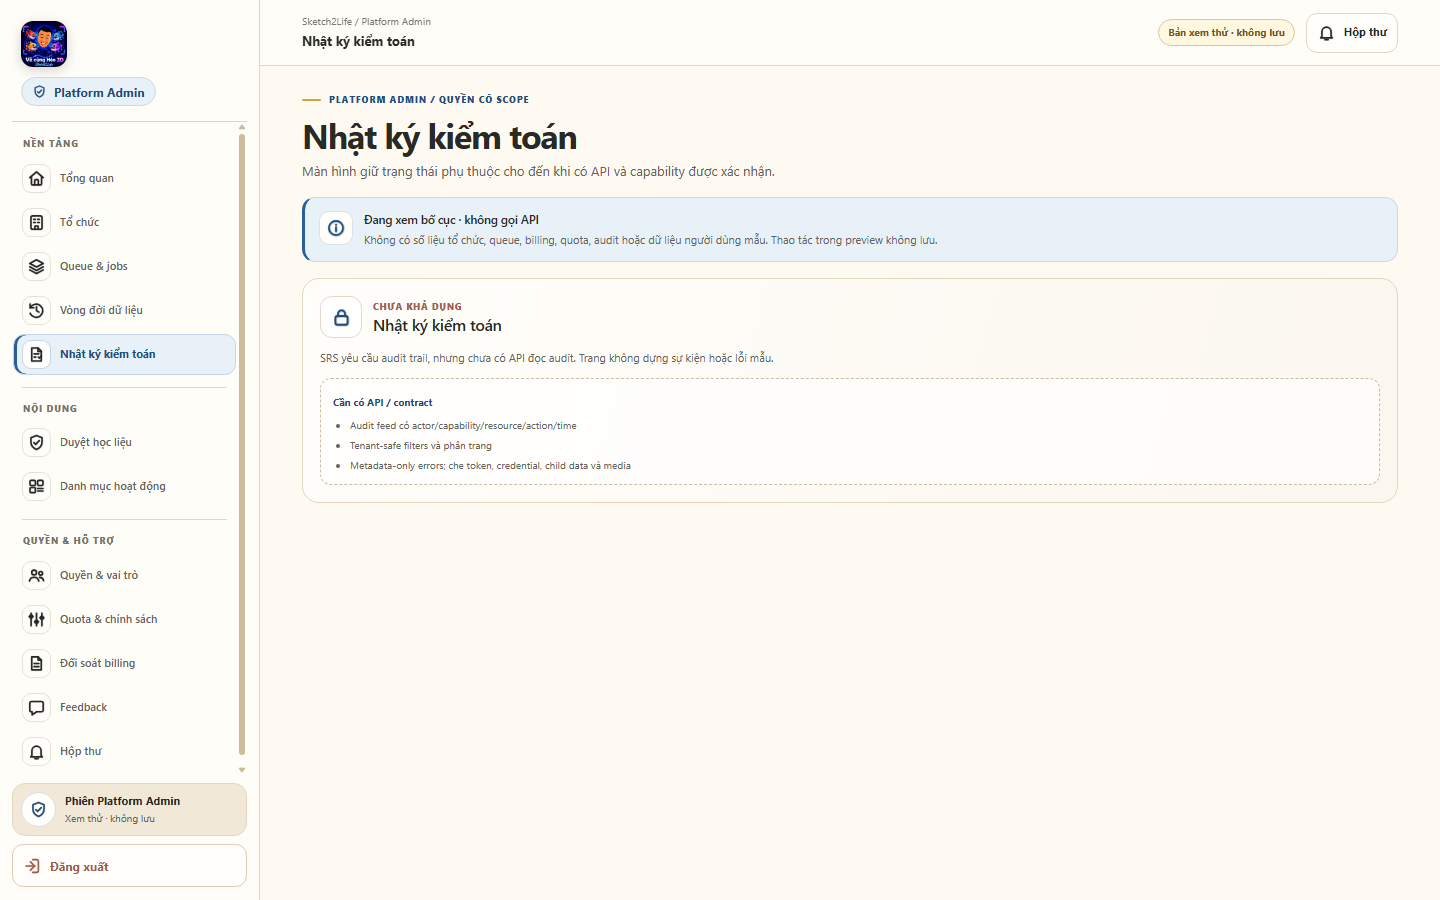 Vẽ cùng Héo 3D
Platform Admin
NỀN TẢNG
Tổng quan
Tổ chức
Queue & jobs
Vòng đời dữ liệu
Nhật ký kiểm toán
NỘI DUNG
Duyệt học liệu
Danh mục hoạt động
QUYỀN & HỖ TRỢ
Quyền & vai trò
Quota & chính sách
Đối soát billing
Feedback
Hộp thư
Phiên Platform Admin
Xem thử · không lưu
Đăng xuất
Sketch2Life / Platform Admin
Nhật ký kiểm toán
Bản xem thử · không lưu
Hộp thư
PLATFORM ADMIN / QUYỀN CÓ SCOPE
Nhật ký kiểm toán
Màn hình giữ trạng thái phụ thuộc cho đến khi có API và capability được xác nhận.
Đang xem bố cục · không gọi API
Không có số liệu tổ chức, queue, billing, quota, audit hoặc dữ liệu người dùng mẫu. Thao tác trong preview không lưu.
CHƯA KHẢ DỤNG
Nhật ký kiểm toán
SRS yêu cầu audit trail, nhưng chưa có API đọc audit. Trang không dựng sự kiện hoặc lỗi mẫu.
Cần có API / contract
Audit feed có actor/capability/resource/action/time
Tenant-safe filters và phân trang
Metadata-only errors; che token, credential, child data và media